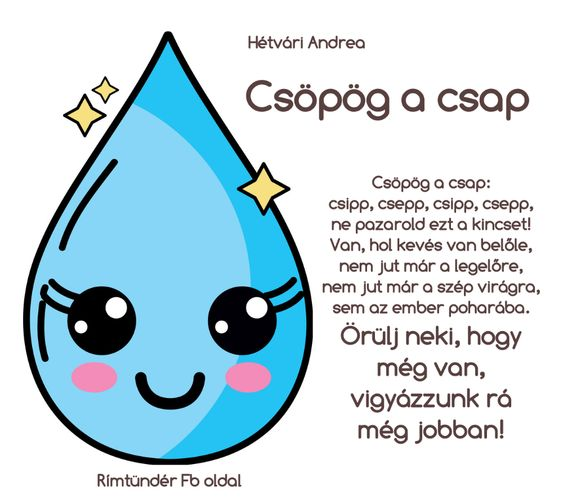 Hétvári Andrea
Csöpög a csap
Csöpög a csap:
csipp, csepp, csipp, csepp,
ne pazarold ezt a kincset!
Van, hol kevés van belőle,
nem jut már a legelőre,
nem jut már a szép virágra,
sem az ember poharába.
Örülj neki, hogy
még van,
vigyázzunk rá
még jobban!
Rímtündér Fb oldal